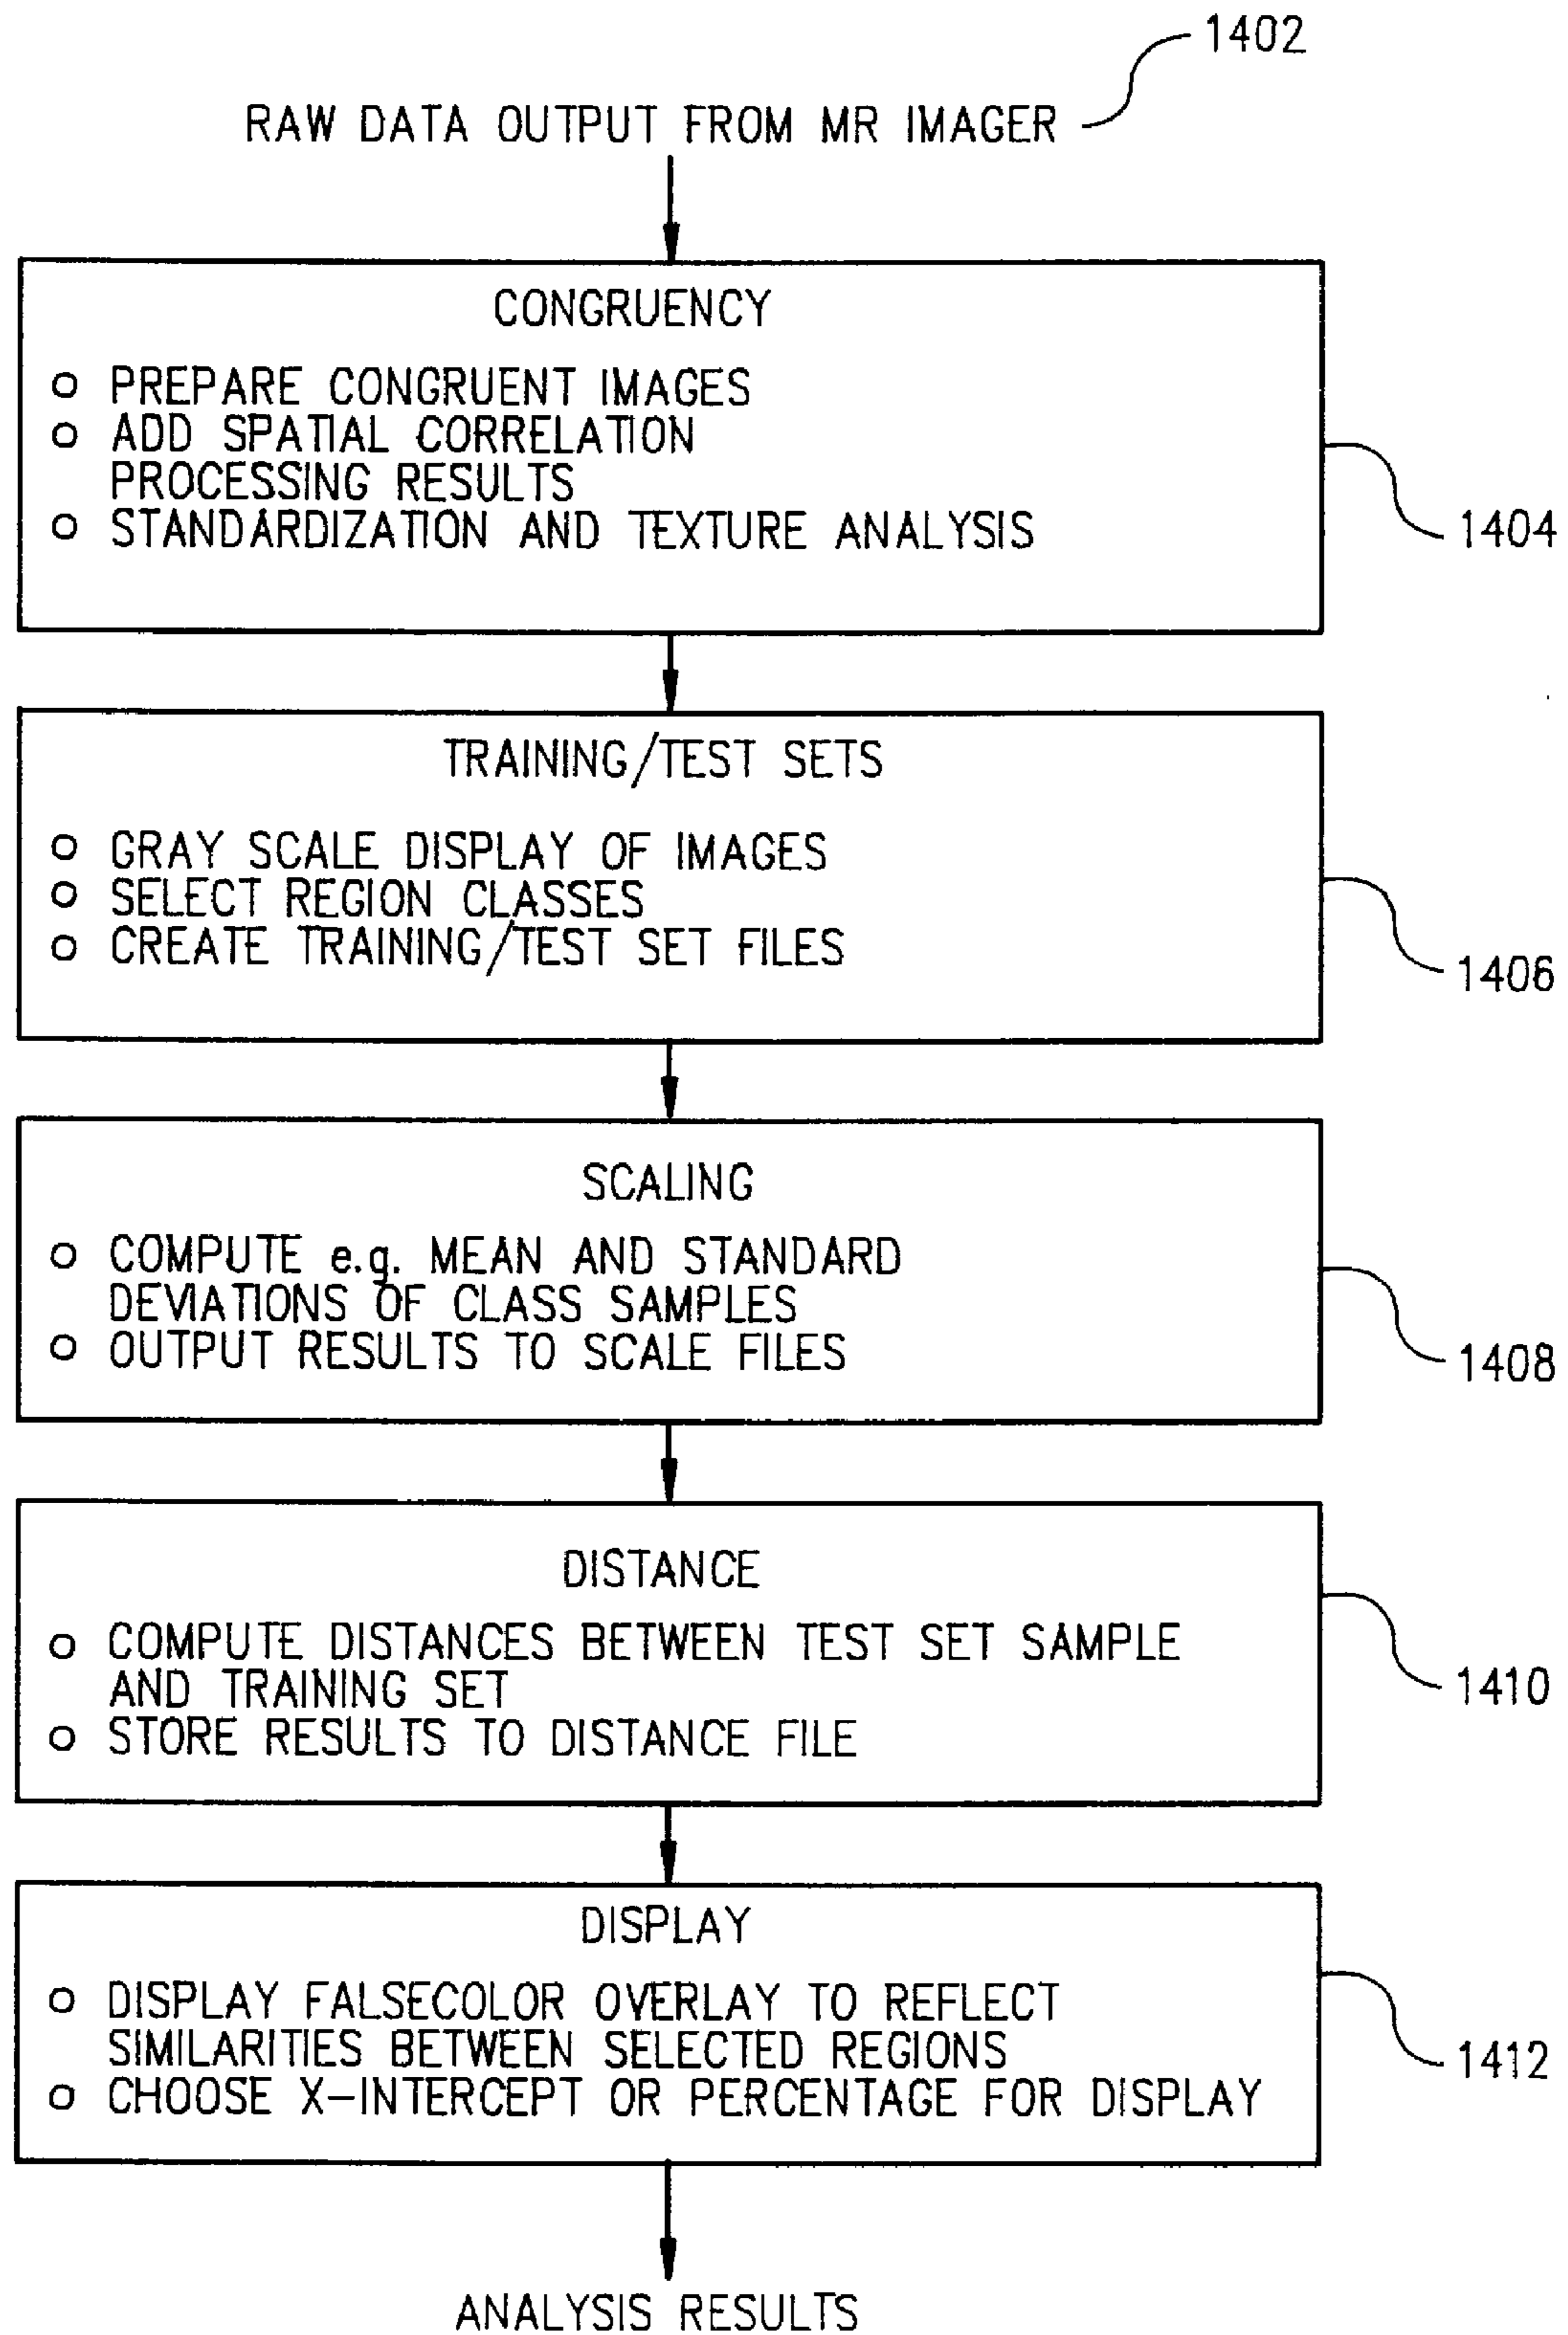 1402
RAW DATA OUTPUT FROM MR IMAGER
CONGRUENCY
○ PREPARE CONGRUENT IMAGES
○ ADD SPATIAL CORRELATION
PROCESSING RESULTS
○ STANDARDIZATION AND TEXTURE ANALYSIS
1404
TRAINING/TEST SETS
○ GRAY SCALE DISPLAY OF IMAGES
○ SELECT REGION CLASSES
○ CREATE TRAINING/TEST SET FILES
1406
SCALING
○ COMPUTE e.g. MEAN AND STANDARD
DEVIATIONS OF CLASS SAMPLES
○ OUTPUT RESULTS TO SCALE FILES
1408
DISTANCE
○ COMPUTE DISTANCES BETWEEN TEST SET SAMPLE
AND TRAINING SET
○ STORE RESULTS TO DISTANCE FILE
1410
DISPLAY
○ DISPLAY FALSECOLOR OVERLAY TO REFLECT
SIMILARITIES BETWEEN SELECTED REGIONS
○ CHOOSE X-INTERCEPT OR PERCENTAGE FOR DISPLAY
1412
ANALYSIS RESULTS